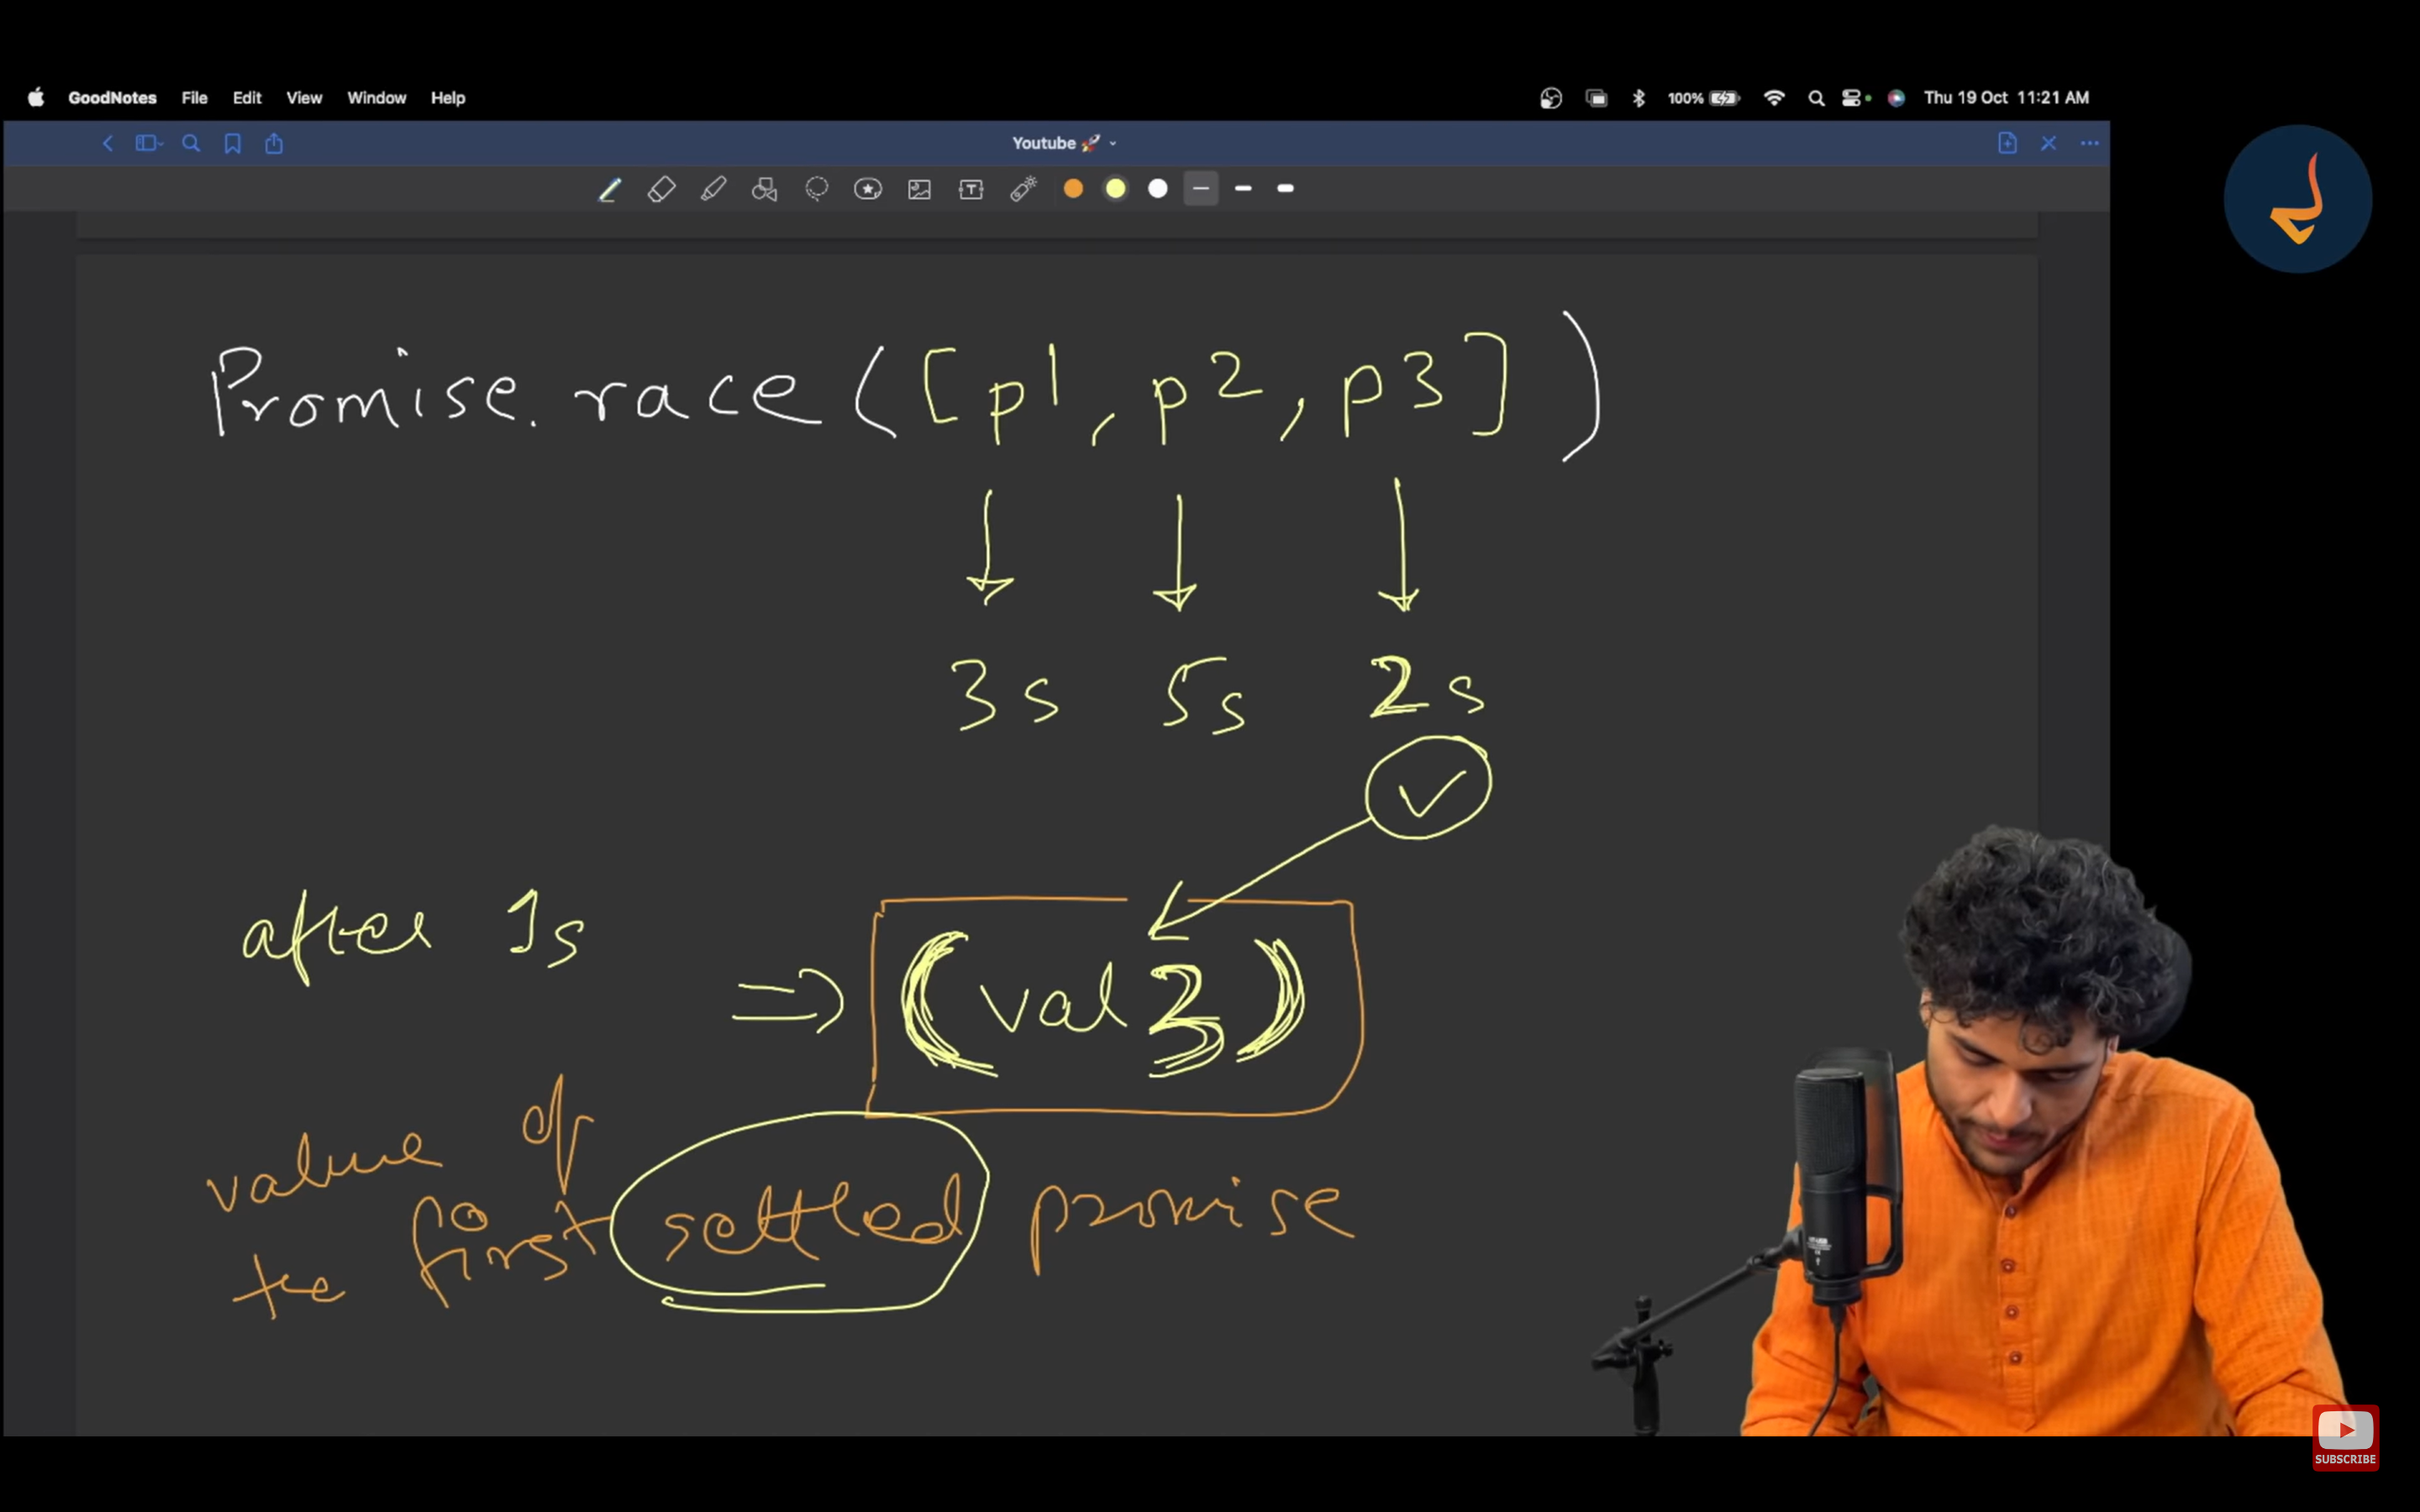 GoodNotes File Edit View Window Help 100% Thu 19 Oct 11:21 AM
Youtube 🚀
Promise.race([p1, p2, p3])
3s 5s 2s
after 1s
=> (val3)
value of
the first settled promise
SUBSCRIBE